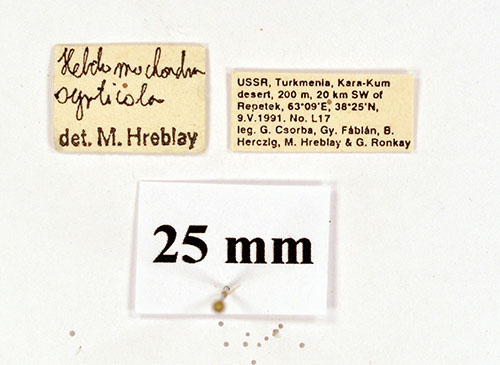 Hebdomochondra
syrticola
det. M. Hreblay
USSR, Turkmenia, Kara-Kum
desert, 200 m, 20 km SW of
Repetek, 63°09'E, 38°25'N,
9.V.1991. No. L17
leg. G. Csorba, Gy. Fábián, B.
Herczig, M. Hreblay & G. Ronkay
25 mm